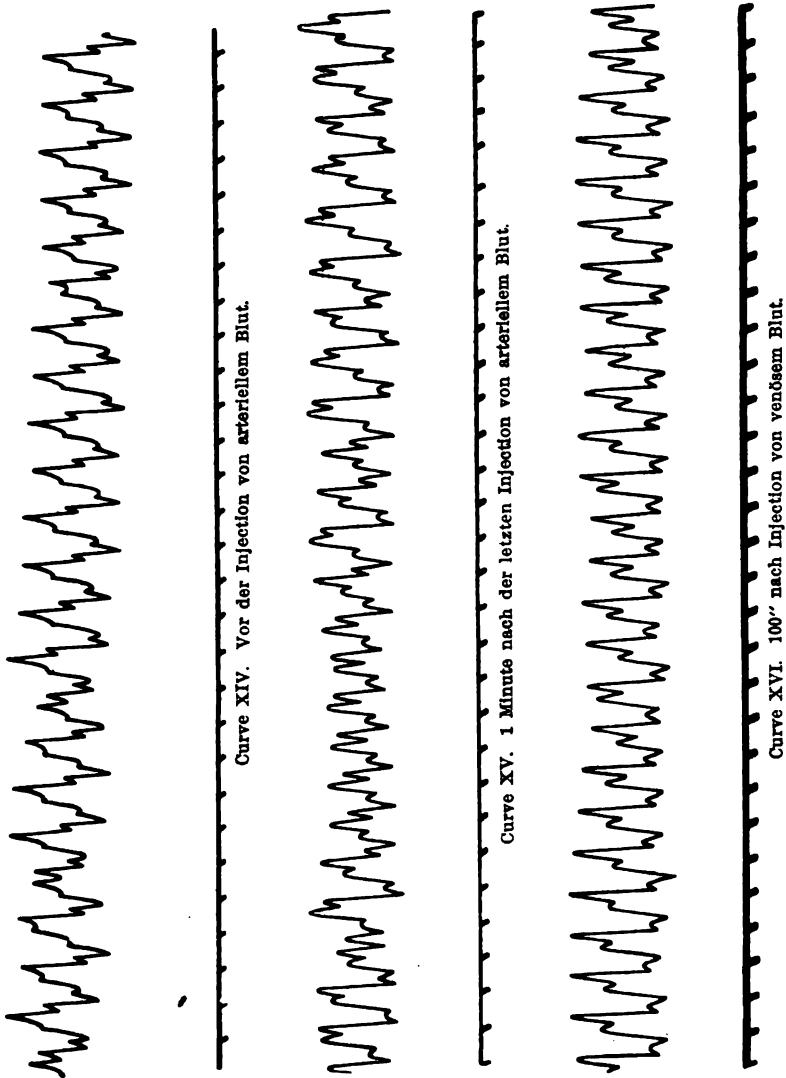 Curve XIV. Vor der Injection von arteriellem Blut.
Curve XV. 1 Minute nach der letzten Injection von arteriellem Blut.
Curve XVI. 100″ nach Injection von venösem Blut.